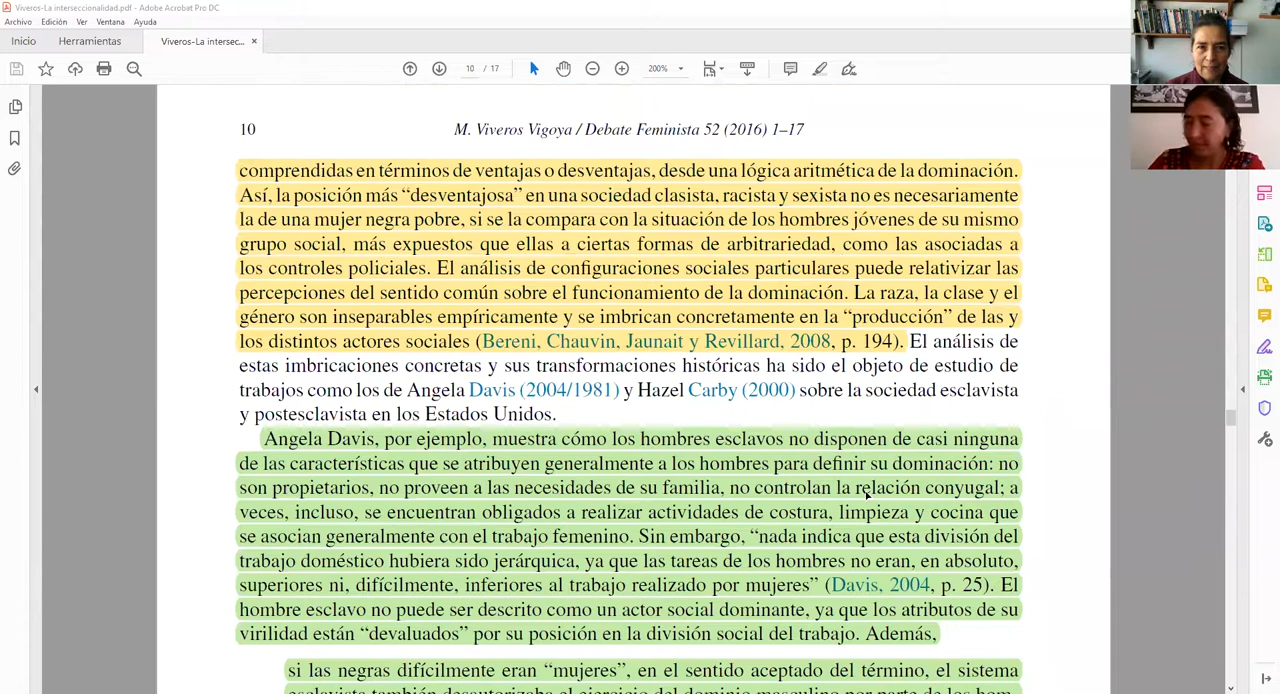 Viveros-La interseccionalidad.pdf - Adobe Acrobat Pro DC
Archivo Edición Ver Ventana Ayuda
Inicio Herramientas Viveros-La intersec... ×
10 / 17 200%
10 M. Viveros Vigoya / Debate Feminista 52 (2016) 1–17
comprendidas en términos de ventajas o desventajas, desde una lógica aritmética de la dominación.
Así, la posición más “desventajosa” en una sociedad clasista, racista y sexista no es necesariamente
la de una mujer negra pobre, si se la compara con la situación de los hombres jóvenes de su mismo
grupo social, más expuestos que ellas a ciertas formas de arbitrariedad, como las asociadas a
los controles policiales. El análisis de configuraciones sociales particulares puede relativizar las
percepciones del sentido común sobre el funcionamiento de la dominación. La raza, la clase y el
género son inseparables empíricamente y se imbrican concretamente en la “producción” de las y
los distintos actores sociales (Bereni, Chauvin, Jaunait y Revillard, 2008, p. 194). El análisis de
estas imbricaciones concretas y sus transformaciones históricas ha sido el objeto de estudio de
trabajos como los de Angela Davis (2004/1981) y Hazel Carby (2000) sobre la sociedad esclavista
y postesclavista en los Estados Unidos.
Angela Davis, por ejemplo, muestra cómo los hombres esclavos no disponen de casi ninguna
de las características que se atribuyen generalmente a los hombres para definir su dominación: no
son propietarios, no proveen a las necesidades de su familia, no controlan la relación conyugal; a
veces, incluso, se encuentran obligados a realizar actividades de costura, limpieza y cocina que
se asocian generalmente con el trabajo femenino. Sin embargo, “nada indica que esta división del
trabajo doméstico hubiera sido jerárquica, ya que las tareas de los hombres no eran, en absoluto,
superiores ni, difícilmente, inferiores al trabajo realizado por mujeres” (Davis, 2004, p. 25). El
hombre esclavo no puede ser descrito como un actor social dominante, ya que los atributos de su
virilidad están “devaluados” por su posición en la división social del trabajo. Además,
si las negras difícilmente eran “mujeres”, en el sentido aceptado del término, el sistema
esclavista también desautorizaba el ejercicio del dominio masculino por parte de los hom-